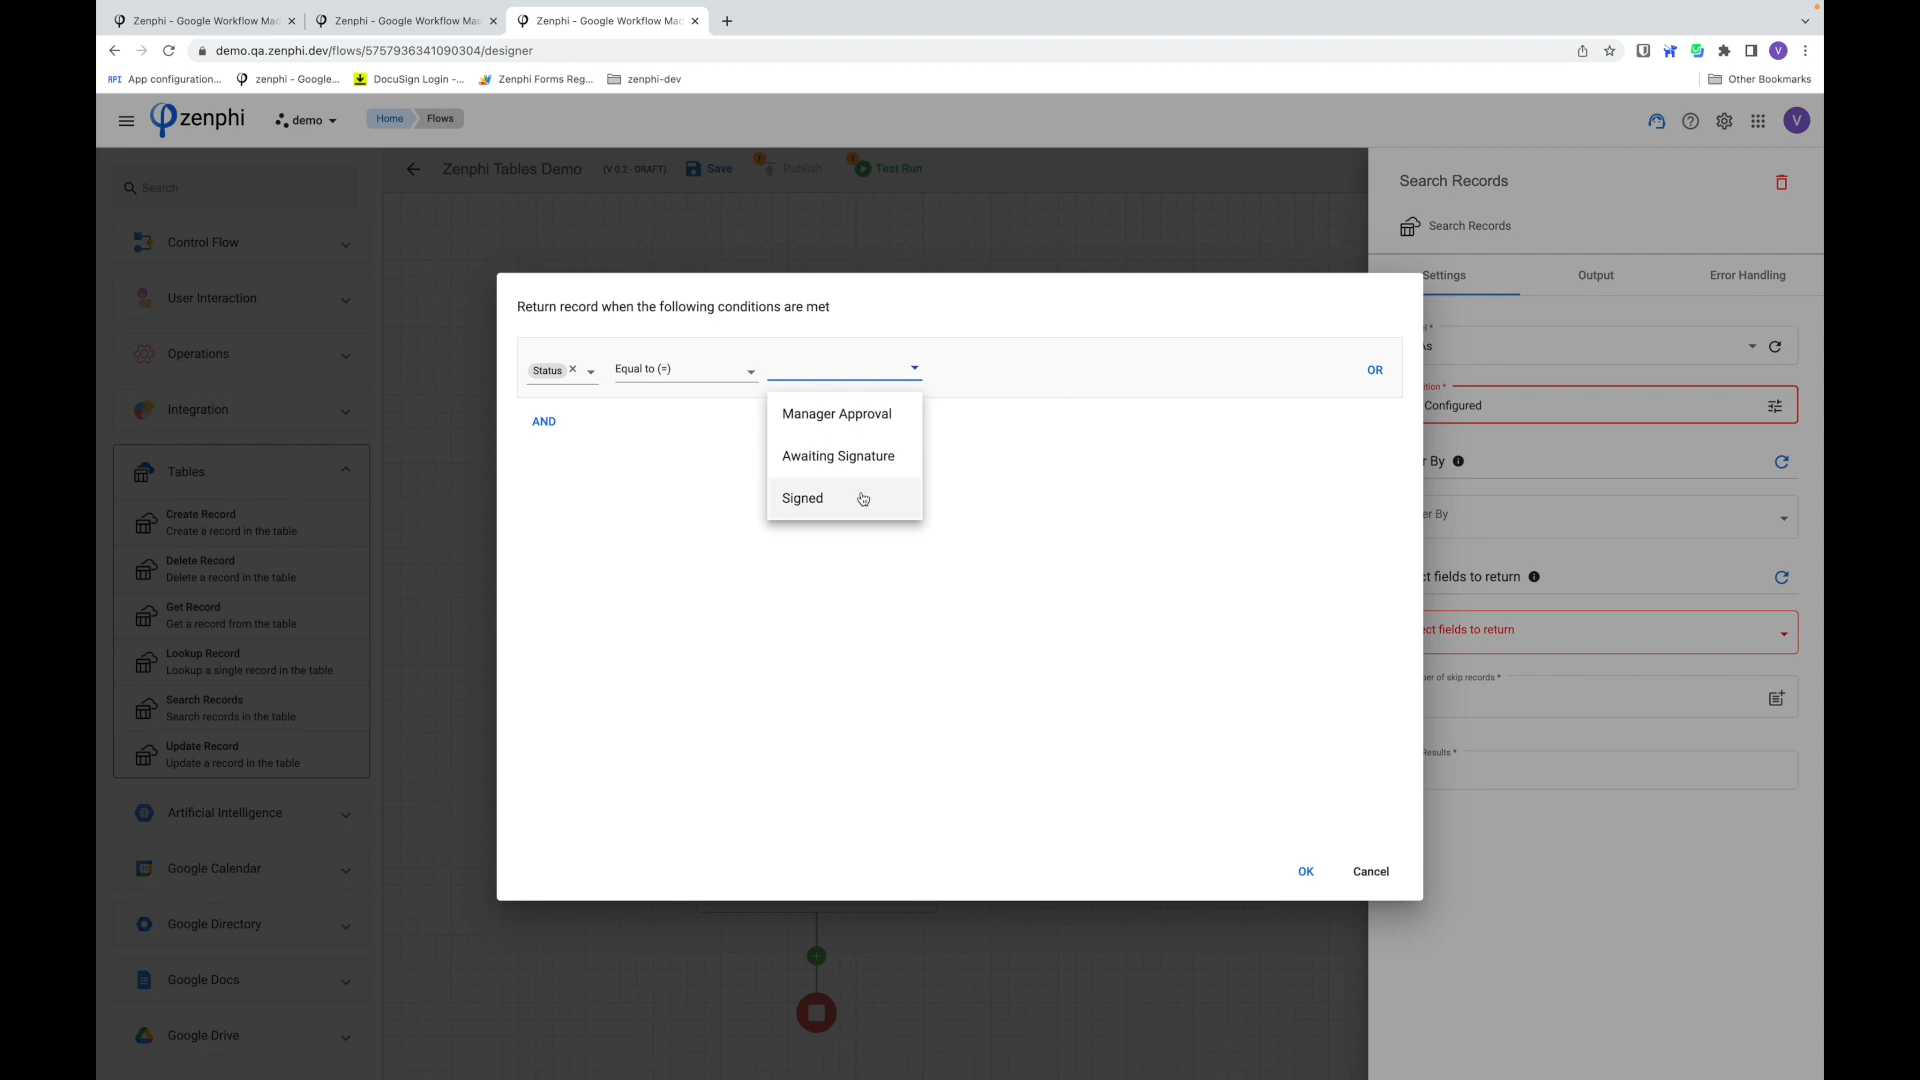 Zenphi - Google Workflow Mad
Zenphi - Google Workflow Mad
Zenphi - Google Workflow Mad
demo.qa.zenphi.dev/flows/5757936341090304/designer
V
API App configuration...
zenphi - Google...
DocuSign Login -...
Zenphi Forms Reg...
zenphi-dev
Other Bookmarks
zenphi
demo
Home
Flows
V
Search
Zenphi Tables Demo
(V 0.2 - DRAFT)
Save
Publish
Test Run
Search Records
Search Records
Settings
Output
Error Handling
Control Flow
User Interaction
Operations
Integration
Tables
Create Record
Create a record in the table
Delete Record
Delete a record in the table
Get Record
Get a record from the table
Lookup Record
Lookup a single record in the table
Search Records
Search records in the table
Update Record
Update a record in the table
Artificial Intelligence
Google Calendar
Google Directory
Google Docs
Google Drive
Return record when the following conditions are met
Status
Equal to (=)
OR
AND
Manager Approval
Awaiting Signature
Signed
OK
Cancel
Configured
By
er By
ct fields to return
ect fields to return
ber of skip records *
Results *